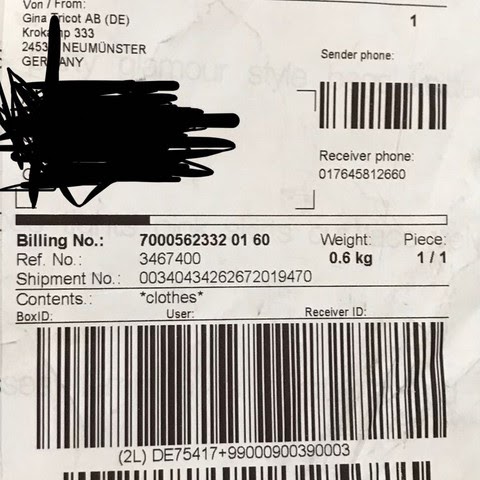 Von / From:
Gina Tricot AB (DE)
333
NEUMÜNSTER
1
Sender phone:
Receiver phone:
017645812660
Billing No.: 7000562332 01 60 Weight: Piece:
Ref. No.: 3467400 0.6 kg 1 / 1
Shipment No.: 00340434262672019470
Contents.: *clothes*
BoxID: User: Receiver ID:
(2L) DE75417+99000900390003